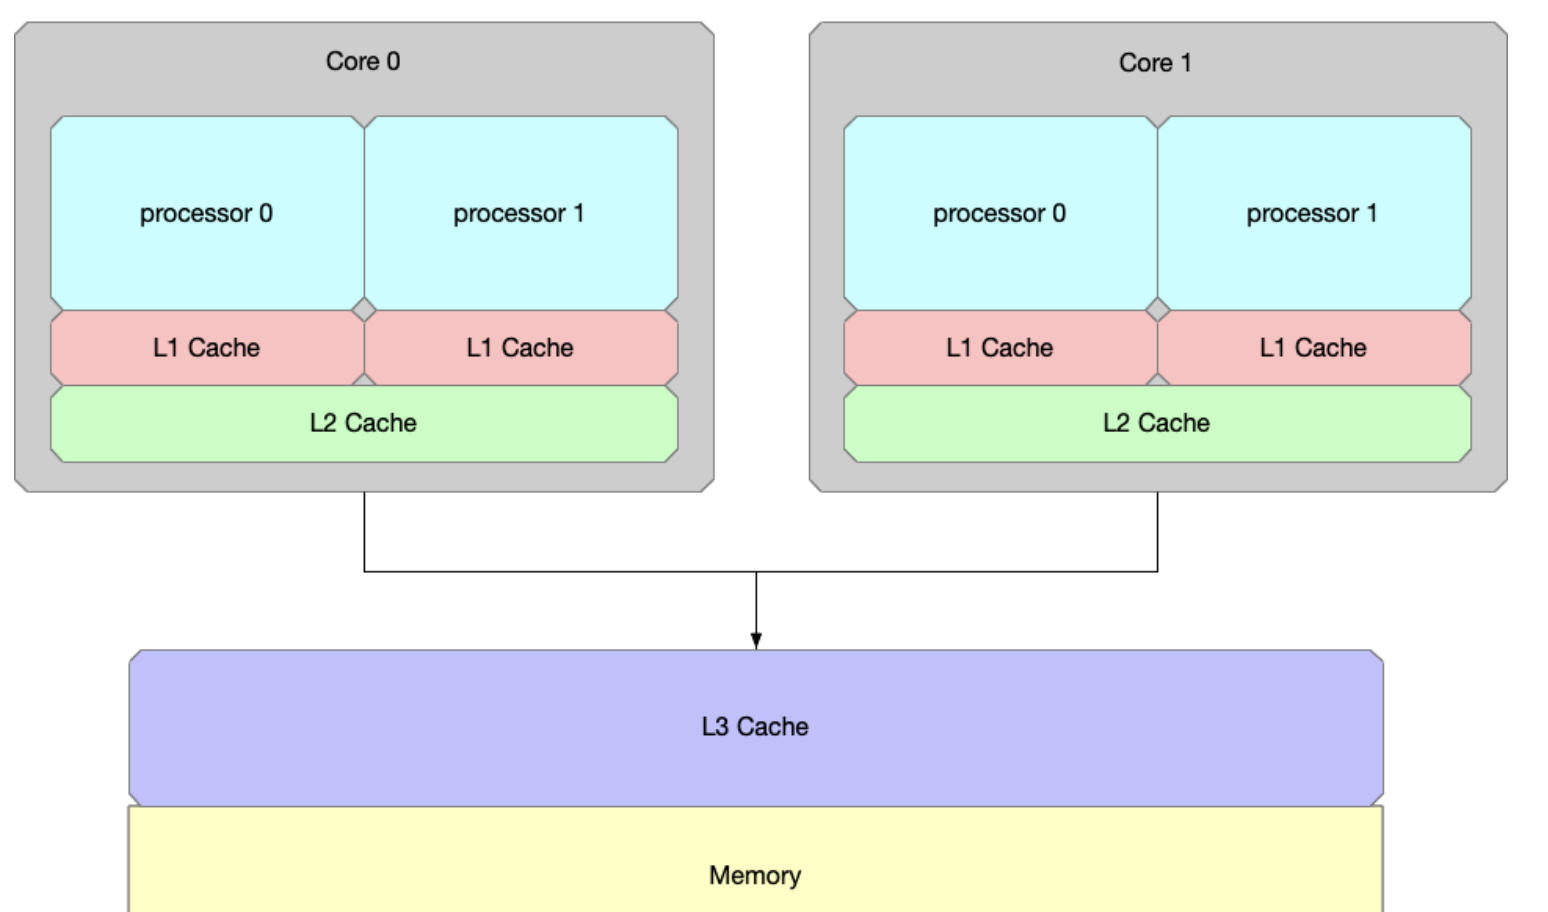 Core 0
Core 1
processor 0
processor 1
processor 0
processor 1
L1 Cache
L1 Cache
L1 Cache
L1 Cache
L2 Cache
L2 Cache
L3 Cache
Memory